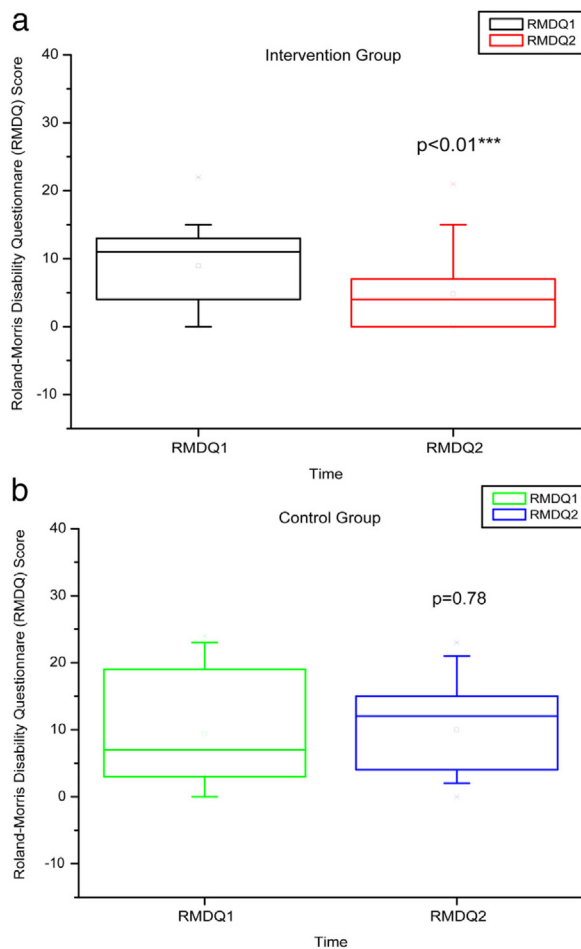 a
RMDQ1
RMDQ2
Intervention Group
Roland-Morris Disability Questionnare (RMDQ) Score
40
30
20
10
0
-10
p<0.01***
RMDQ1
RMDQ2
Time
b
RMDQ1
RMDQ2
Control Group
Roland-Morris Disability Questionnare (RMDQ) Score
40
30
20
10
0
-10
p=0.78
RMDQ1
RMDQ2
Time